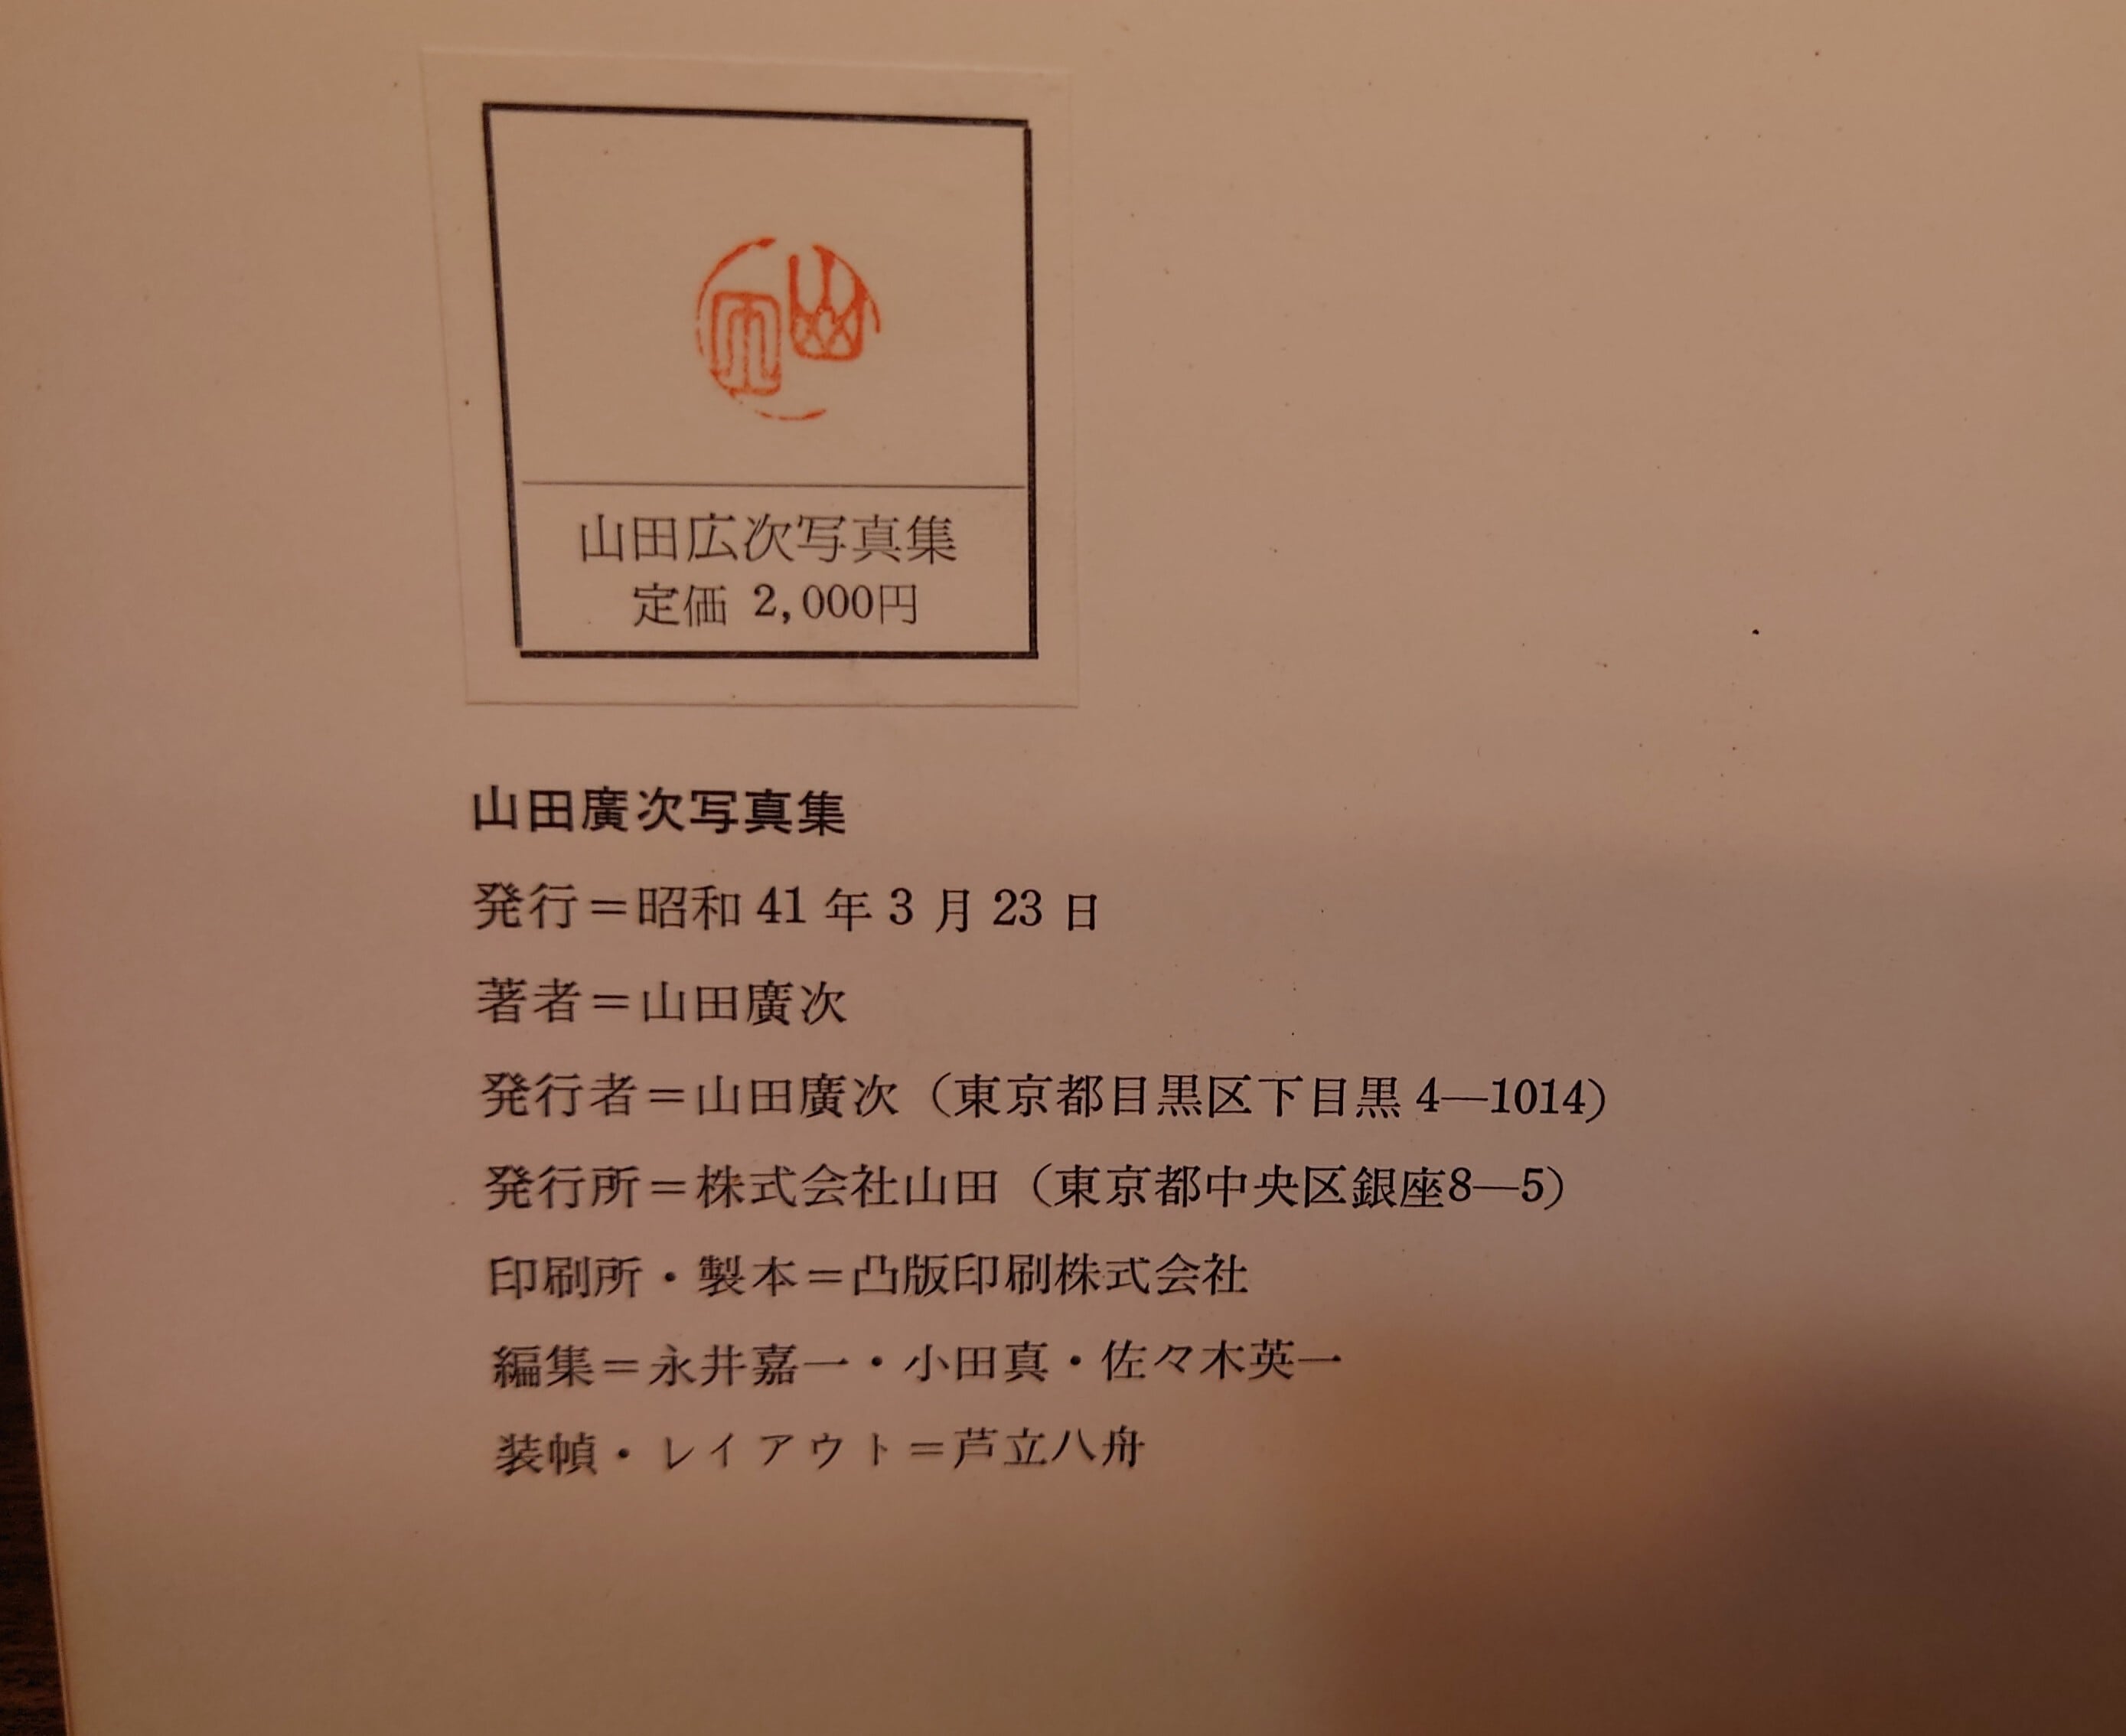 山田広次写真集
定価 2,000円
山田廣次写真集
発行＝昭和 41 年 3 月 23 日
著者＝山田廣次
発行者＝山田廣次（東京都目黒区下目黒 4―1014）
発行所＝株式会社山田（東京都中央区銀座8―5）
印刷所・製本＝凸版印刷株式会社
編集＝永井嘉一・小田真・佐々木英一
装幀・レイアウト＝芦立八舟